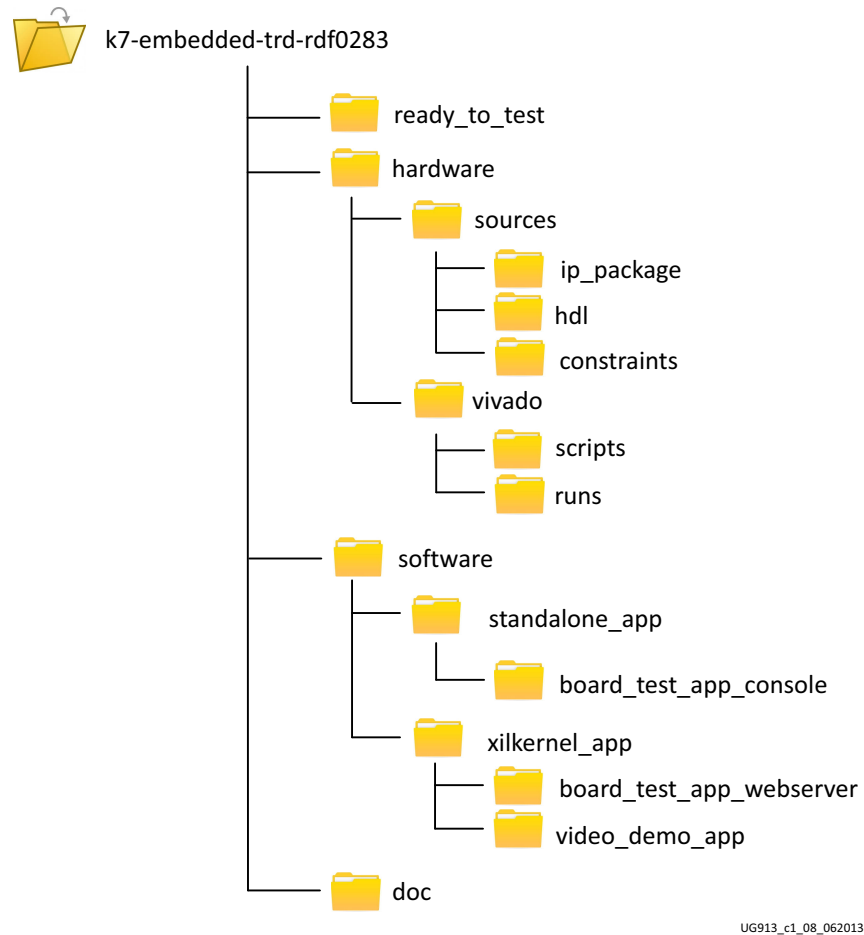 k7-embedded-trd-rdf0283
ready_to_test
hardware
sources
ip_package
hdl
constraints
vivado
scripts
runs
software
standalone_app
board_test_app_console
xilkernel_app
board_test_app_webserver
video_demo_app
doc
UG913_c1_08_062013